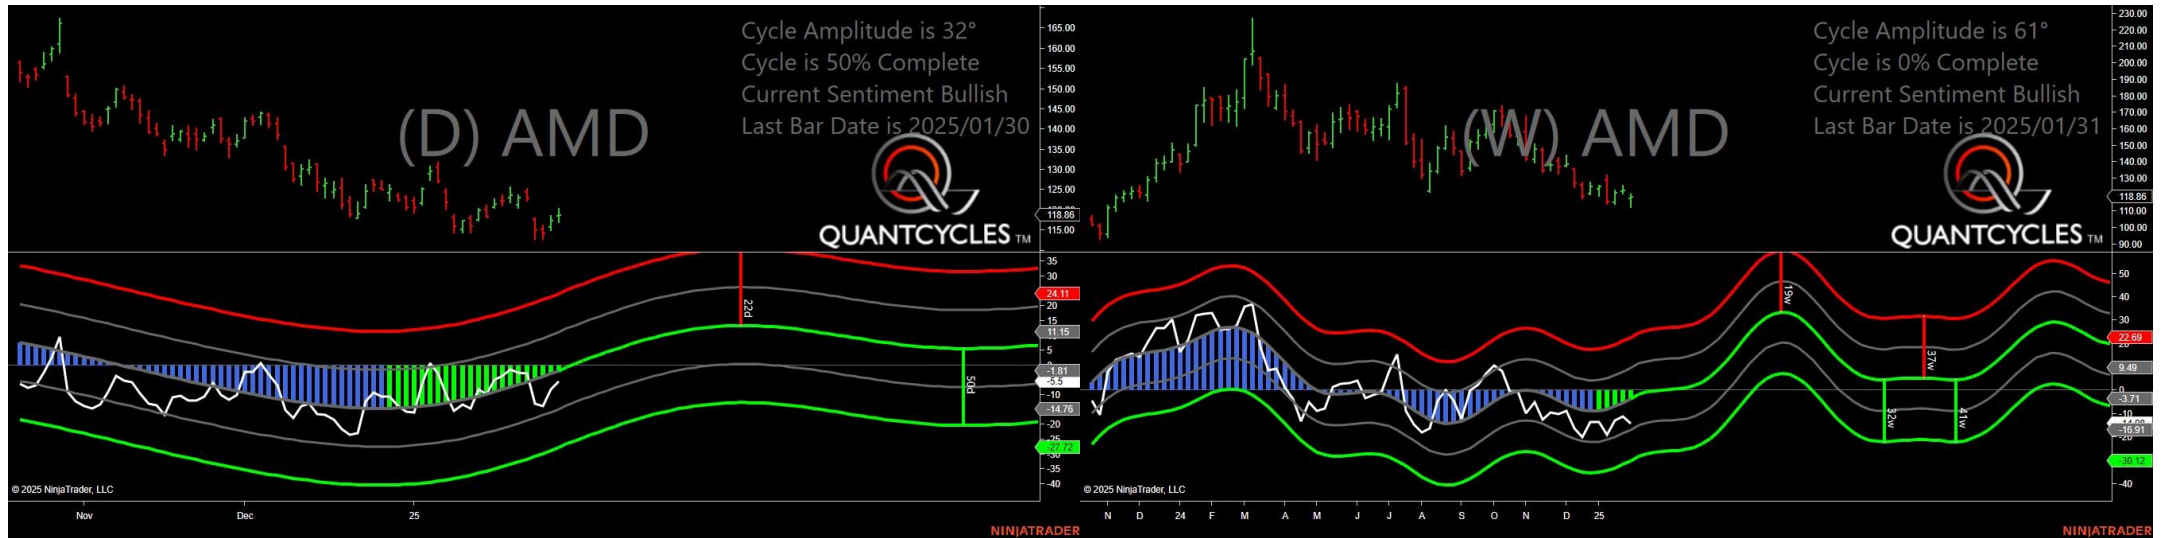 Cycle Amplitude is 32°
Cycle is 50% Complete
Current Sentiment Bullish
Last Bar Date is 2025/01/30
(D) AMD
QUANTCYCLES TM
165.00
160.00
155.00
150.00
145.00
140.00
135.00
130.00
125.00
118.86
115.00
35
30
24.11
20
15
11.15
5
-1.81
-5.5
-10
-14.76
-20
-27.72
-30
-35
-40
22d
50d
© 2025 NinjaTrader, LLC
Nov
Dec
25
NINJATRADER
Cycle Amplitude is 61°
Cycle is 0% Complete
Current Sentiment Bullish
Last Bar Date is 2025/01/31
(W) AMD
QUANTCYCLES TM
230.00
220.00
210.00
200.00
190.00
180.00
170.00
160.00
150.00
140.00
130.00
118.86
110.00
100.00
90.00
50
40
30
22.69
20
9.49
0
-3.71
-10
-16.91
-20
-30.12
-40
19w
37w
32w
41w
© 2025 NinjaTrader, LLC
N D 24 F M A M J J A S O N D 25
NINJATRADER